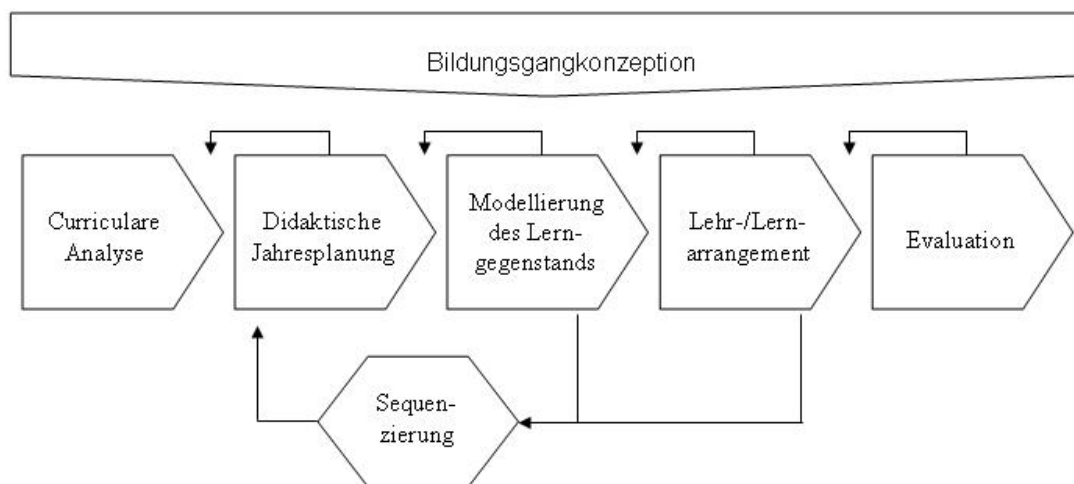 Bildungsgangkonzeption
Curriculare
Analyse
Didaktische
Jahresplanung
Modellierung
des Lern-
gegenstands
Lehr-/Lern-
arrangement
Evaluation
Sequen-
zierung